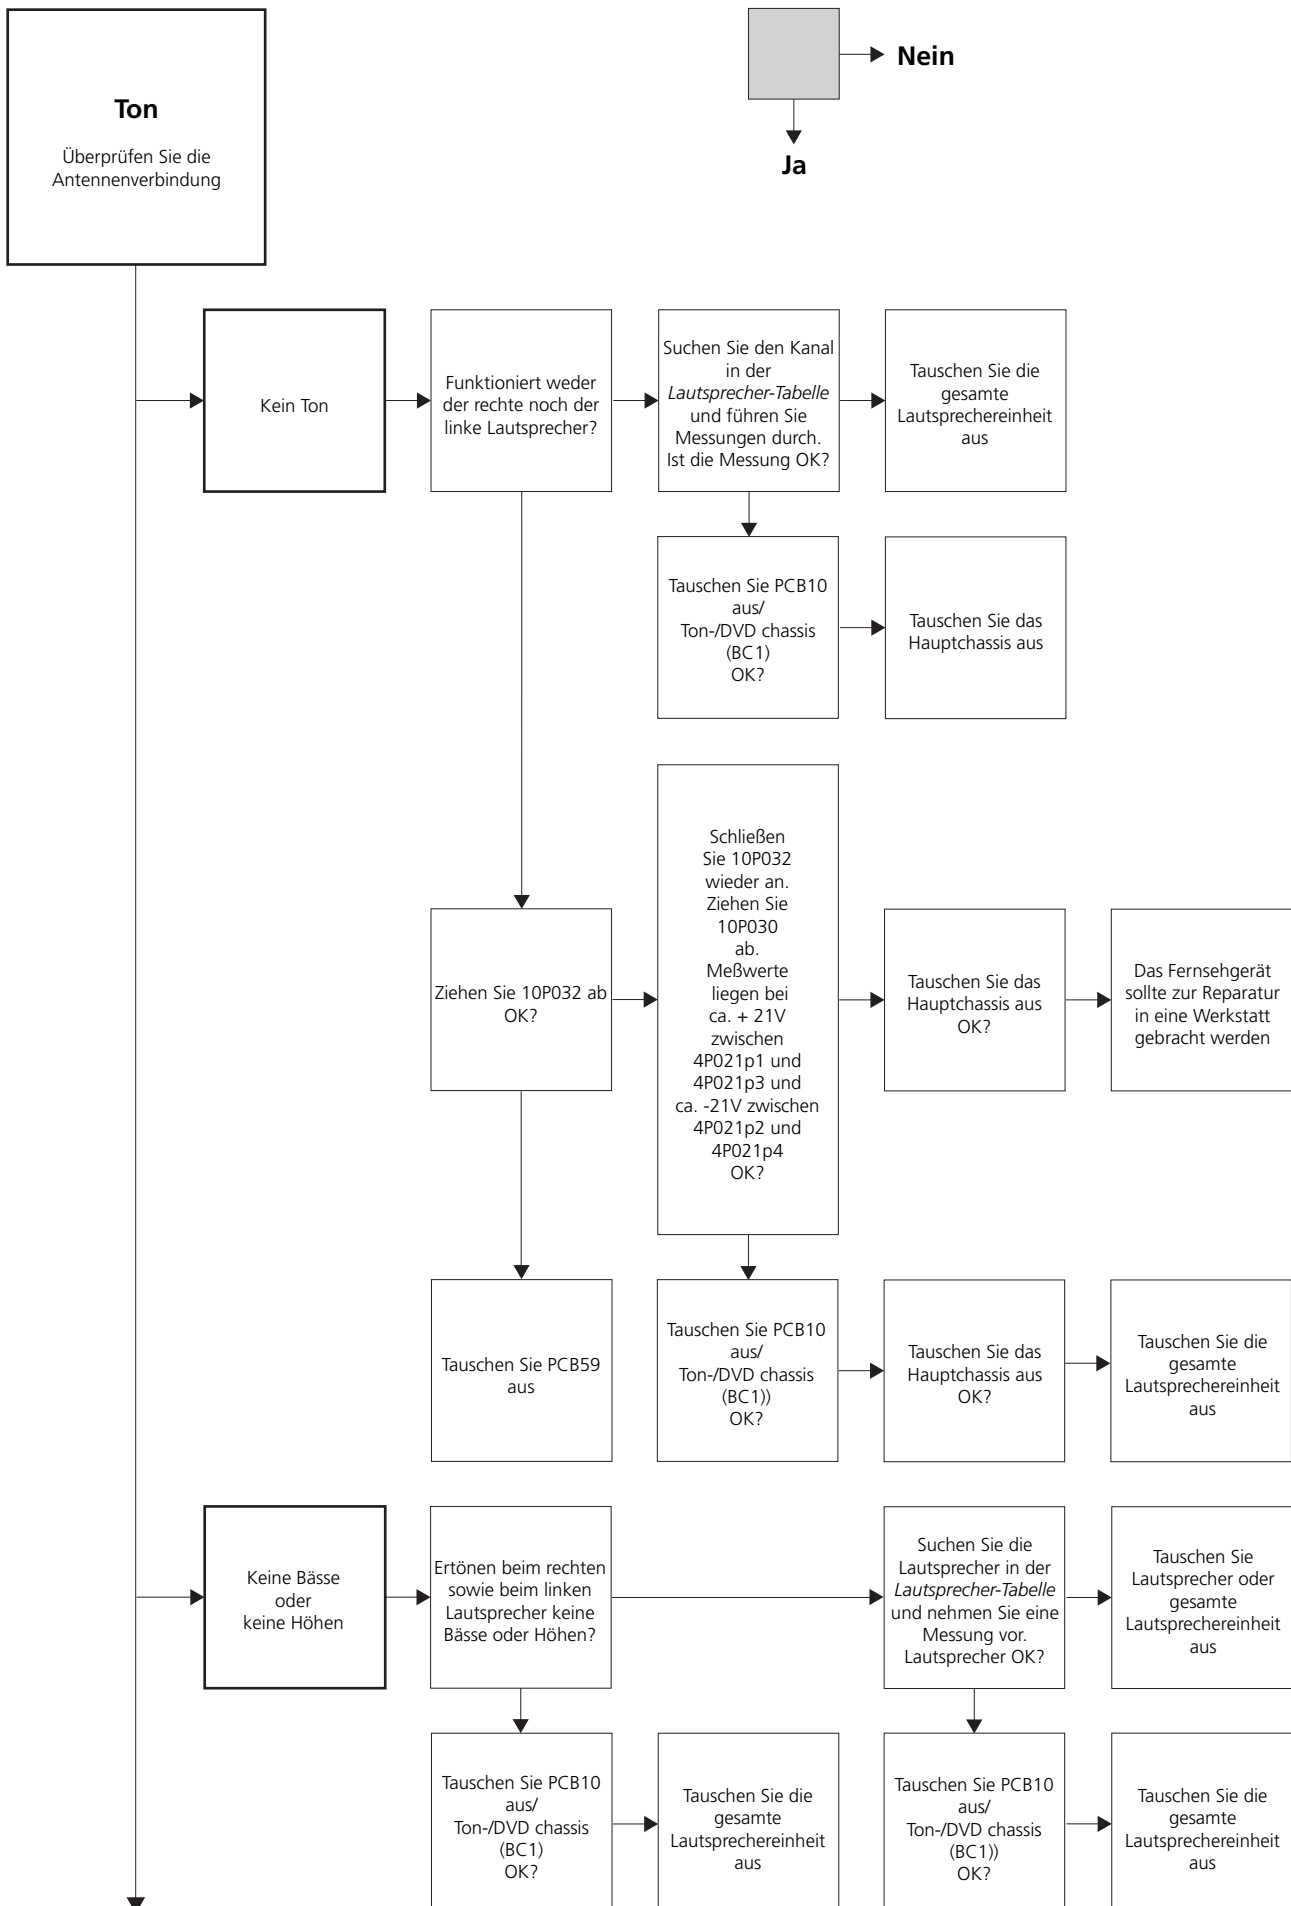 Ton
Überprüfen Sie die
Antennenverbindung
Nein
Ja
Kein Ton
Funktioniert weder
der rechte noch der
linke Lautsprecher?
Suchen Sie den Kanal
in der
Lautsprecher-Tabelle
und führen Sie
Messungen durch.
Ist die Messung OK?
Tauschen Sie die
gesamte
Lautsprechereinheit
aus
Tauschen Sie PCB10
aus/
Ton-/DVD chassis
(BC1)
OK?
Tauschen Sie das
Hauptchassis aus
Ziehen Sie 10P032 ab
OK?
Schließen
Sie 10P032
wieder an.
Ziehen Sie
10P030
ab.
Meßwerte
liegen bei
ca. + 21V
zwischen
4P021p1 und
4P021p3 und
ca. -21V zwischen
4P021p2 und
4P021p4
OK?
Tauschen Sie das
Hauptchassis aus
OK?
Das Fernsehgerät
sollte zur Reparatur
in eine Werkstatt
gebracht werden
Tauschen Sie PCB59
aus
Tauschen Sie PCB10
aus/
Ton-/DVD chassis
(BC1))
OK?
Tauschen Sie das
Hauptchassis aus
OK?
Tauschen Sie die
gesamte
Lautsprechereinheit
aus
Keine Bässe
oder
keine Höhen
Ertönen beim rechten
sowie beim linken
Lautsprecher keine
Bässe oder Höhen?
Suchen Sie die
Lautsprecher in der
Lautsprecher-Tabelle
und nehmen Sie eine
Messung vor.
Lautsprecher OK?
Tauschen Sie
Lautsprecher oder
gesamte
Lautsprechereinheit
aus
Tauschen Sie PCB10
aus/
Ton-/DVD chassis
(BC1)
OK?
Tauschen Sie die
gesamte
Lautsprechereinheit
aus
Tauschen Sie PCB10
aus/
Ton-/DVD chassis
(BC1))
OK?
Tauschen Sie die
gesamte
Lautsprechereinheit
aus